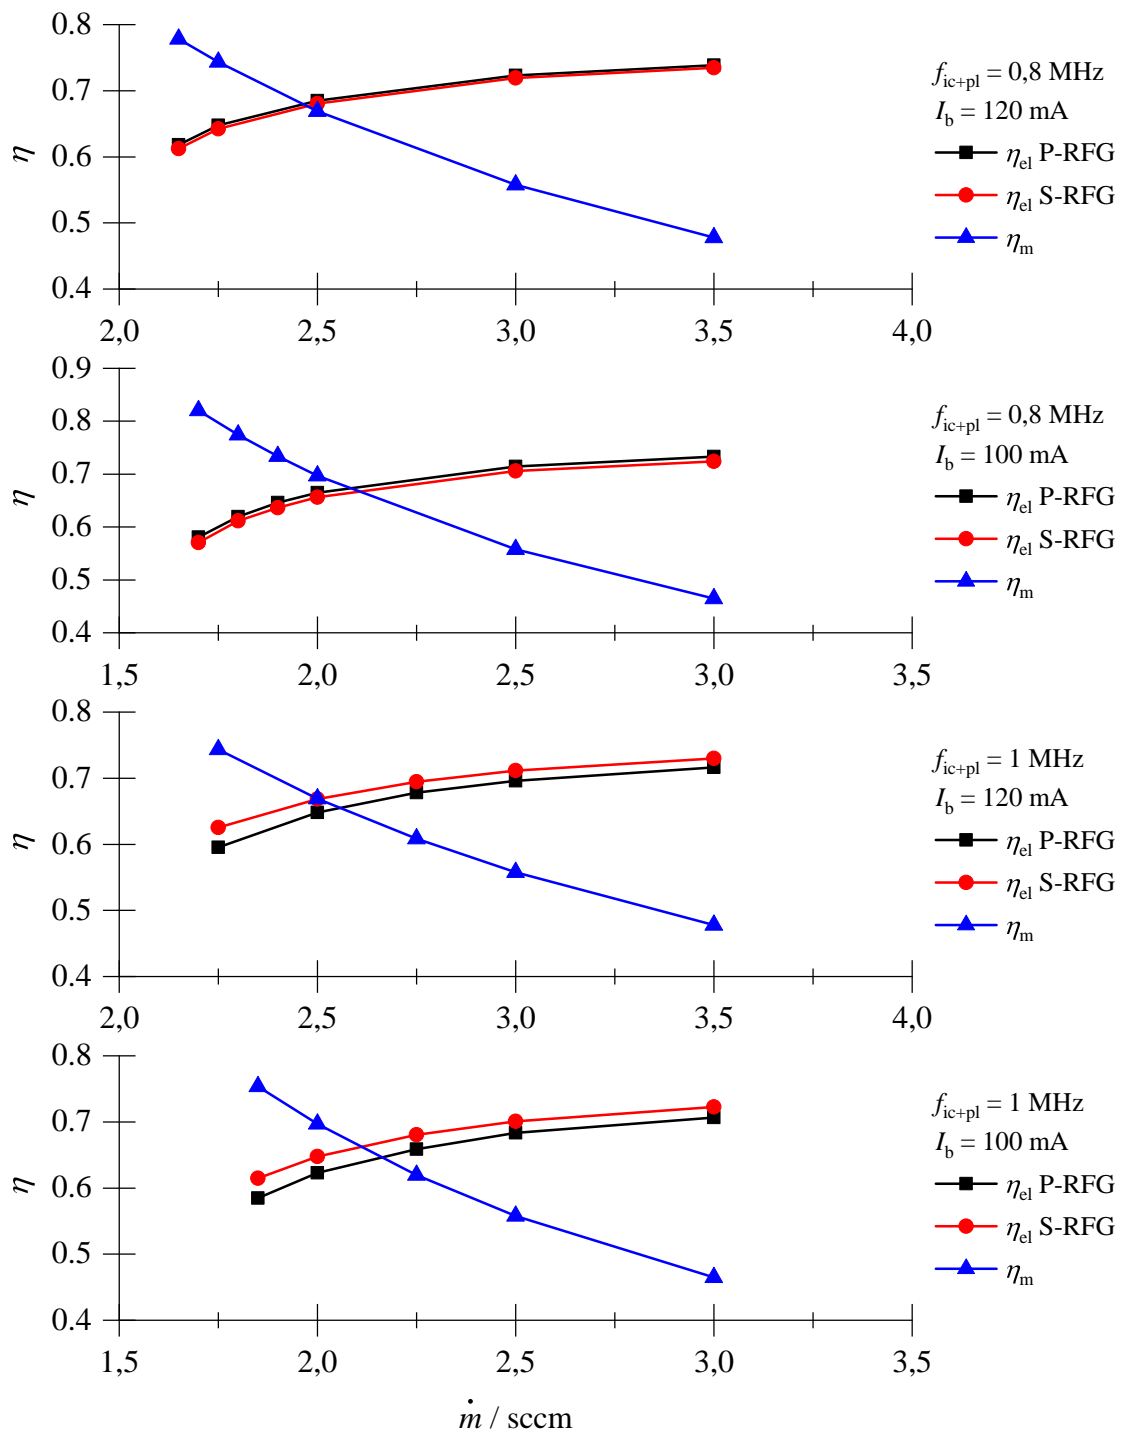 0.8
0.7
0.6
0.5
0.4
η
2,0 2,5 3,0 3,5 4,0
f_ic+pl = 0,8 MHz
I_b = 120 mA
η_el P-RFG
η_el S-RFG
η_m
0.9
0.8
0.7
0.6
0.5
0.4
η
1,5 2,0 2,5 3,0 3,5
f_ic+pl = 0,8 MHz
I_b = 100 mA
η_el P-RFG
η_el S-RFG
η_m
0.8
0.7
0.6
0.5
0.4
η
2,0 2,5 3,0 3,5 4,0
f_ic+pl = 1 MHz
I_b = 120 mA
η_el P-RFG
η_el S-RFG
η_m
0.8
0.7
0.6
0.5
0.4
η
1,5 2,0 2,5 3,0 3,5
f_ic+pl = 1 MHz
I_b = 100 mA
η_el P-RFG
η_el S-RFG
η_m
ṁ / sccm